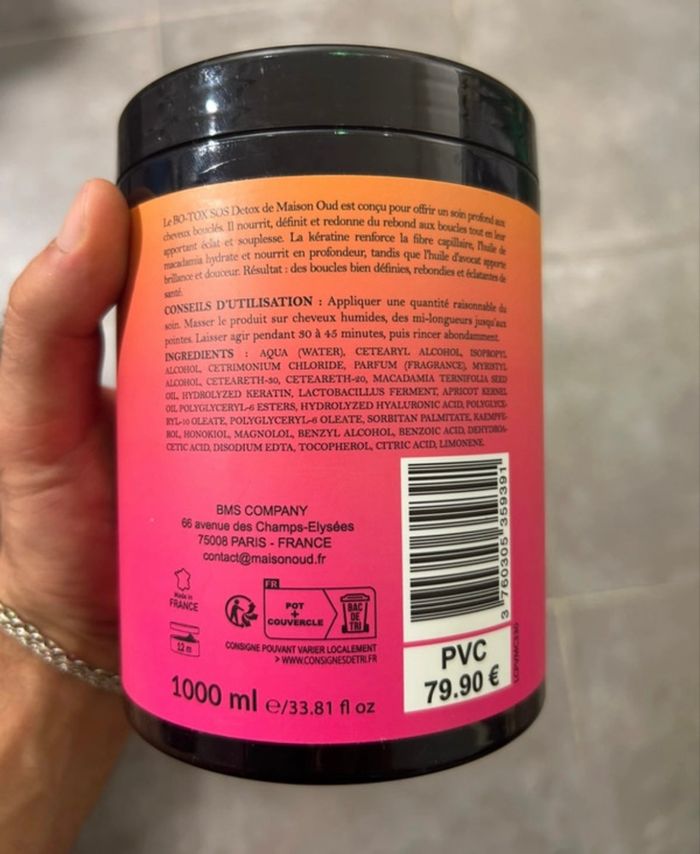 Le BO-TOX SOS Detox de Maison Oud est conçu pour offrir un soin profond aux
cheveux bouclés. Il nourrit, définit et redonne du rebond aux boucles tout en leur
apportant éclat et souplesse. La kératine renforce la fibre capillaire, l'huile de
macadamia hydrate et nourrit en profondeur, tandis que l'huile d'avocat apporte
brillance et douceur. Résultat : des boucles bien définies, rebondies et éclatantes de
santé.
CONSEILS D'UTILISATION : Appliquer une quantité raisonnable du
soin. Masser le produit sur cheveux humides, des mi-longueurs jusqu'aux
pointes. Laisser agir pendant 30 à 45 minutes, puis rincer abondamment.
INGREDIENTS : AQUA (WATER), CETEARYL ALCOHOL, ISOPROPYL
ALCOHOL, CETRIMONIUM CHLORIDE, PARFUM (FRAGRANCE), MYRISTYL
ALCOHOL, CETEARETH-30, CETEARETH-20, MACADAMIA TERNIFOLIA SEED
OIL, HYDROLYZED KERATIN, LACTOBACILLUS FERMENT, APRICOT KERNEL
OIL POLYGLYCERYL-6 ESTERS, HYDROLYZED HYALURONIC ACID, POLYGLYCE-
RYL-10 OLEATE, POLYGLYCERYL-6 OLEATE, SORBITAN PALMITATE, KAEMPFE-
ROL, HONOKIOL, MAGNOLOL, BENZYL ALCOHOL, BENZOIC ACID, DEHYDROA-
CETIC ACID, DISODIUM EDTA, TOCOPHEROL, CITRIC ACID, LIMONENE.
BMS COMPANY
66 avenue des Champs-Elysées
75008 PARIS - FRANCE
contact@maisonoud.fr
Made in
FRANCE
12 m
FR
POT
+
COUVERCLE
BAC
DE
TRI
CONSIGNE POUVANT VARIER LOCALEMENT
> WWW.CONSIGNESDETRI.FR
1000 ml e/33.81 fl oz
3 760305 359391
PVC
79.90 €